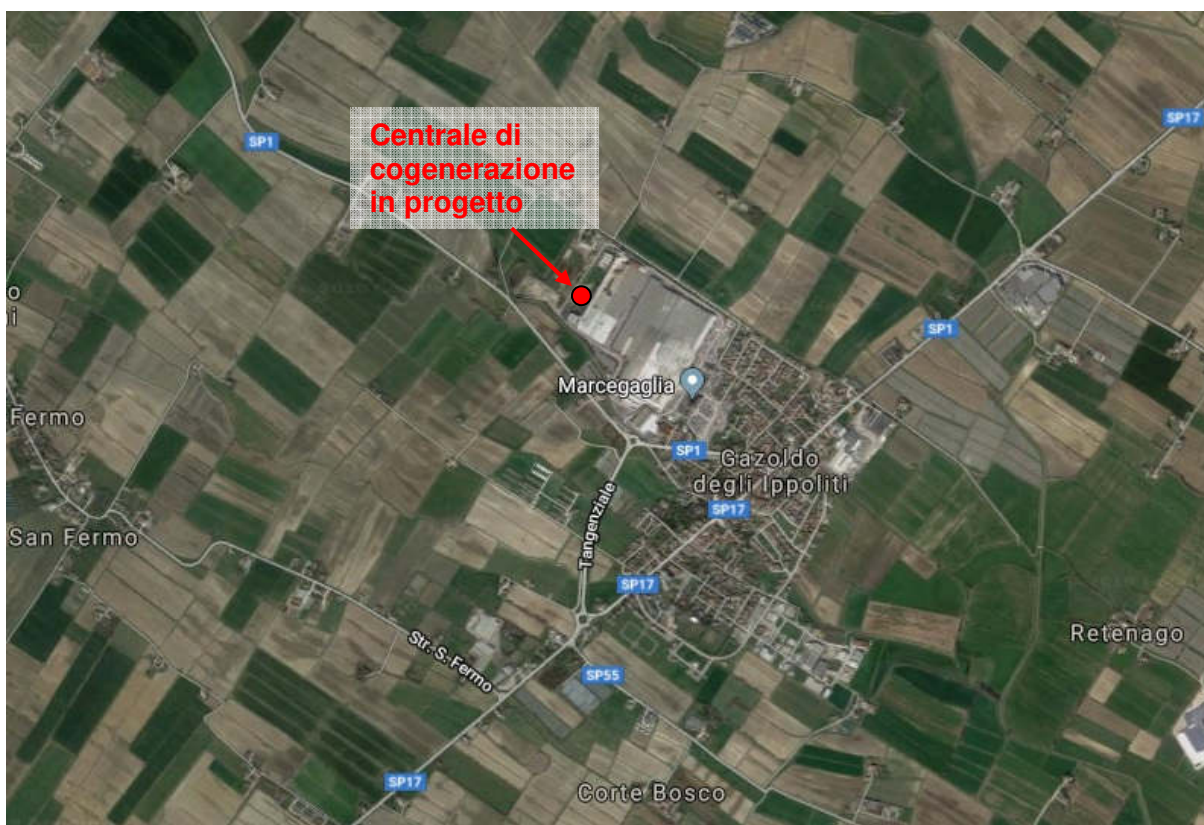 SP17
Centrale di
cogenerazione
in progetto
SP1
o
i
SP1
Marcegaglia
Fermo
SP1
Gazoldo
degli Ippoliti
Tangenziale
SP17
San Fermo
SP17
Str. S. Fermo
Retenago
SP55
SP17
Corte Bosco